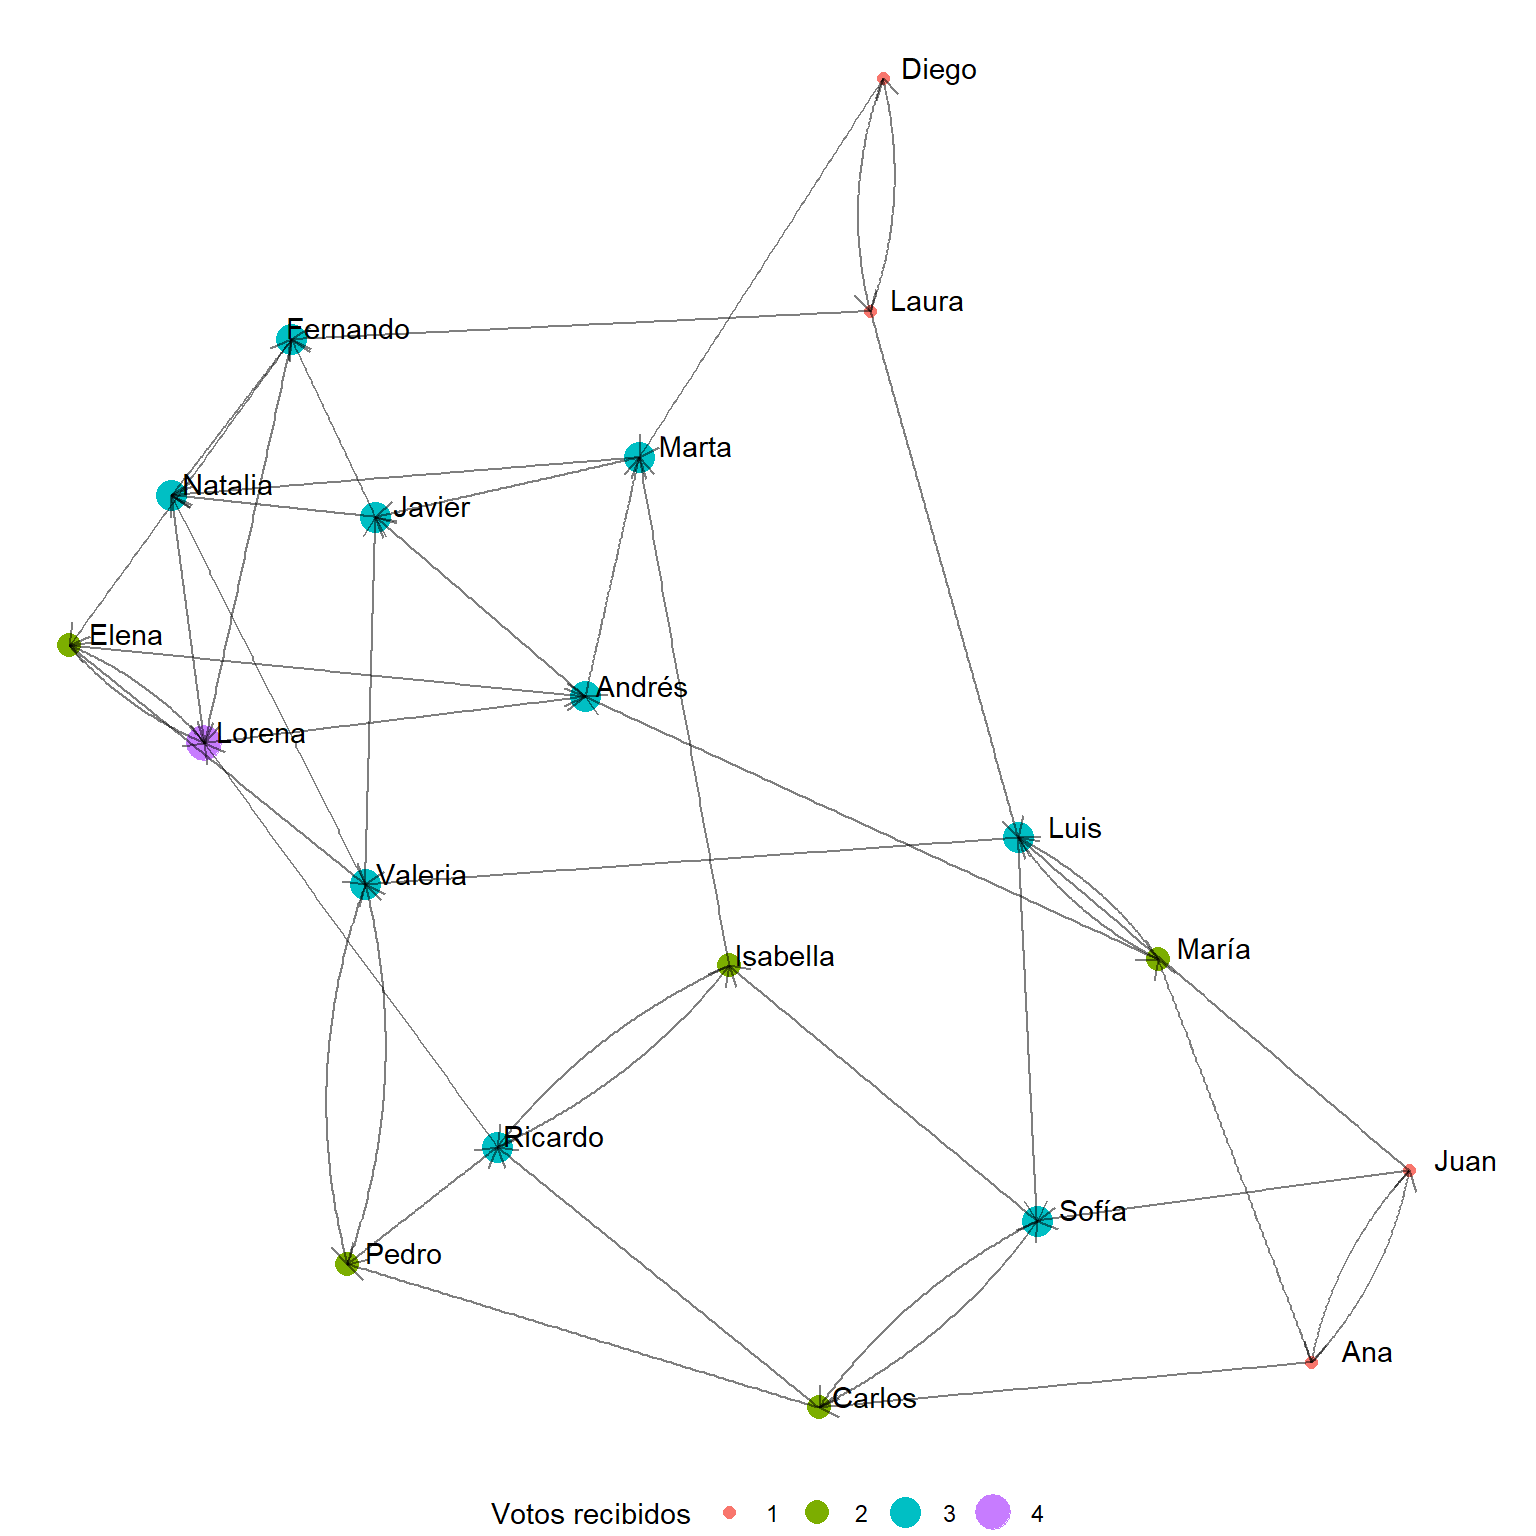 Diego
Laura
Fernando
Marta
Natalia
Javier
Elena
Andrés
Lorena
Luis
Valeria
María
Isabella
Ricardo
Juan
Sofía
Pedro
Ana
Carlos
Votos recibidos 1 2 3 4